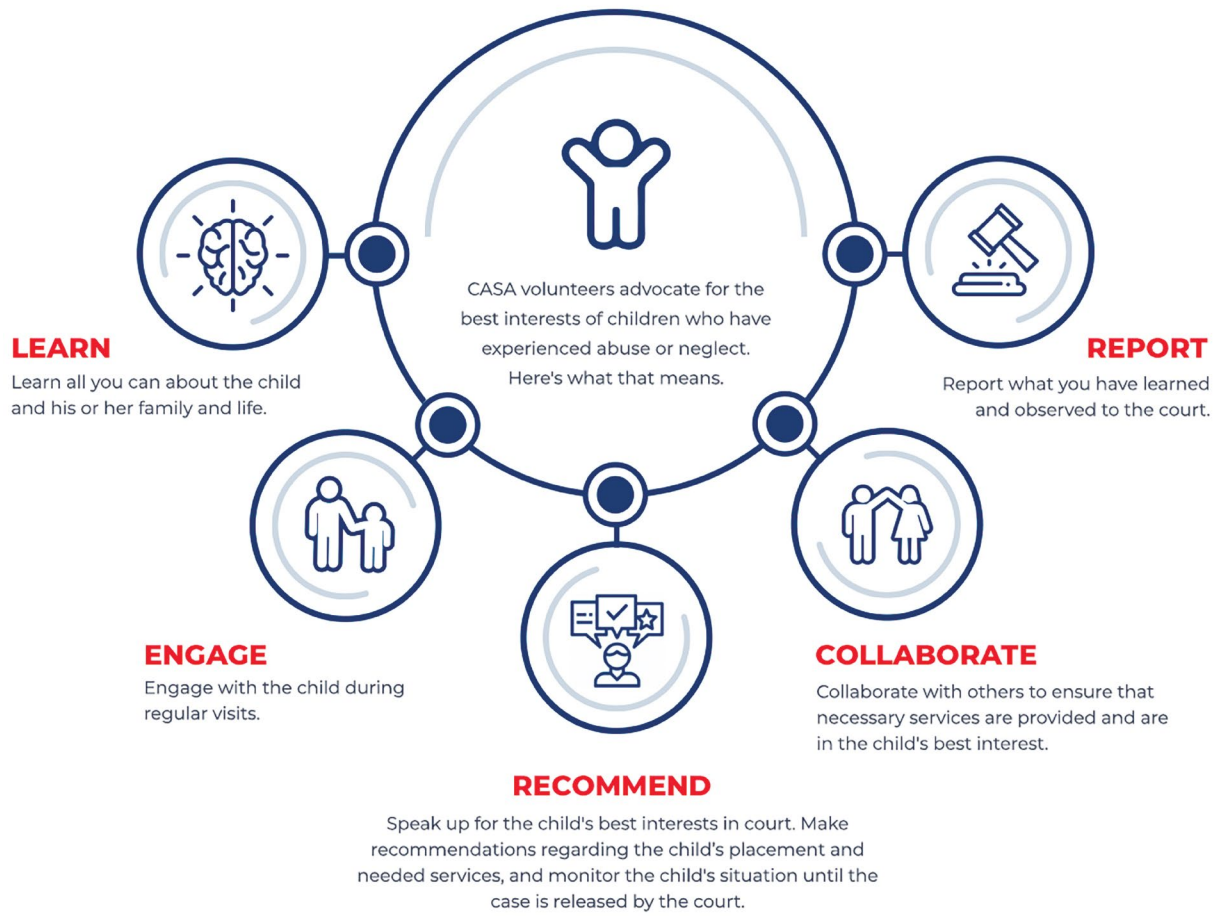 CASA volunteers advocate for the
best interests of children who have
experienced abuse or neglect.
Here's what that means.
LEARN
Learn all you can about the child
and his or her family and life.
ENGAGE
Engage with the child during
regular visits.
RECOMMEND
Speak up for the child's best interests in court. Make
recommendations regarding the child’s placement and
needed services, and monitor the child's situation until the
case is released by the court.
COLLABORATE
Collaborate with others to ensure that
necessary services are provided and are
in the child's best interest.
REPORT
Report what you have learned
and observed to the court.